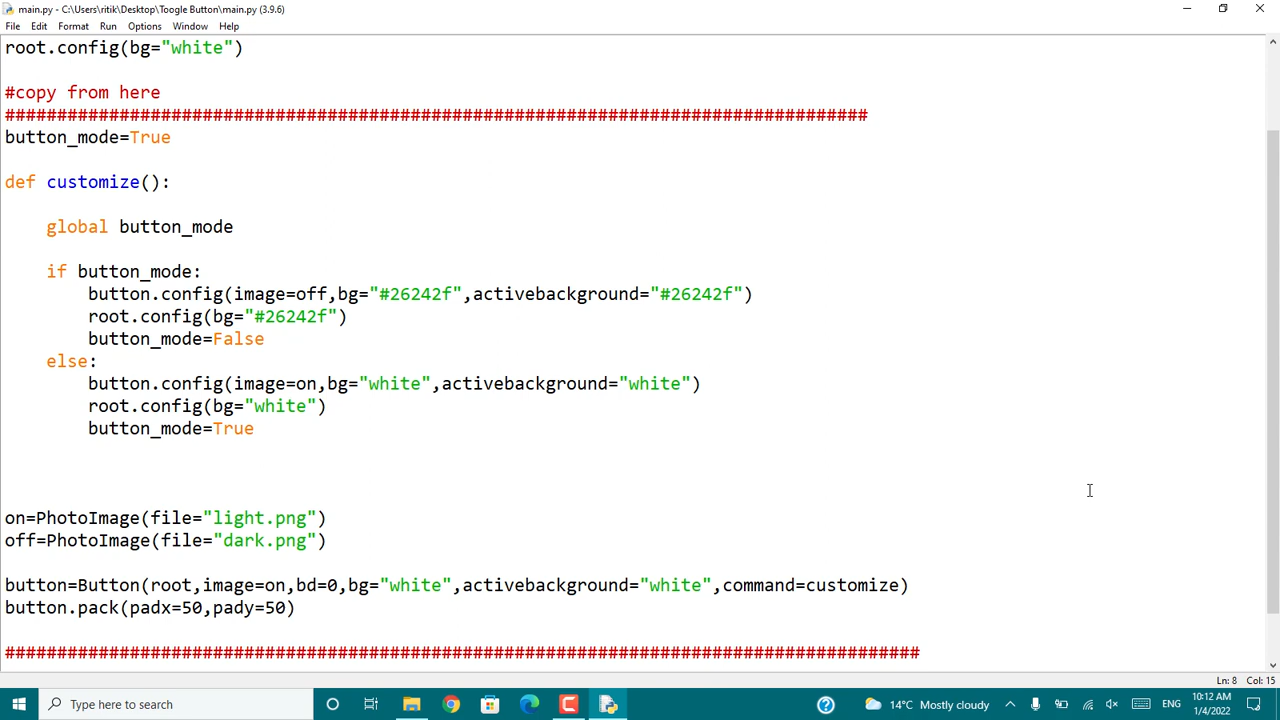 main.py - C:\Users\ritik\Desktop\Toogle Button\main.py (3.9.6)
File Edit Format Run Options Window Help
root.config(bg="white")
#copy from here
###################################################################################
button_mode=True
def customize():
    global button_mode
    if button_mode:
        button.config(image=off,bg="#26242f",activebackground="#26242f")
        root.config(bg="#26242f")
        button_mode=False
    else:
        button.config(image=on,bg="white",activebackground="white")
        root.config(bg="white")
        button_mode=True
on=PhotoImage(file="light.png")
off=PhotoImage(file="dark.png")
button=Button(root,image=on,bd=0,bg="white",activebackground="white",command=customize)
button.pack(padx=50,pady=50)
########################################################################################
Ln: 8 Col: 15
Type here to search
14°C Mostly cloudy
ENG
10:12 AM
1/4/2022